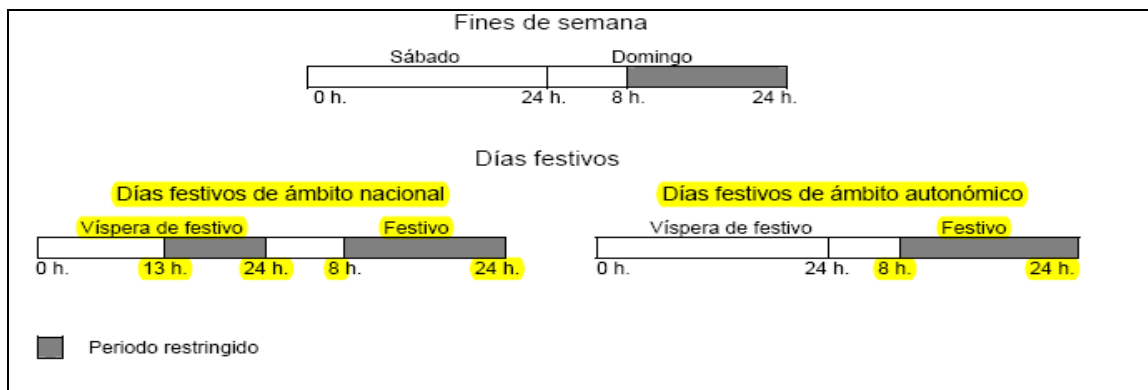 Fines de semana
Sábado Domingo
0 h. 24 h. 8 h. 24 h.
Días festivos
Días festivos de ámbito nacional
Víspera de festivo Festivo
0 h. 13 h. 24 h. 8 h. 24 h.
Días festivos de ámbito autonómico
Víspera de festivo Festivo
0 h. 24 h. 8 h. 24 h.
Periodo restringido